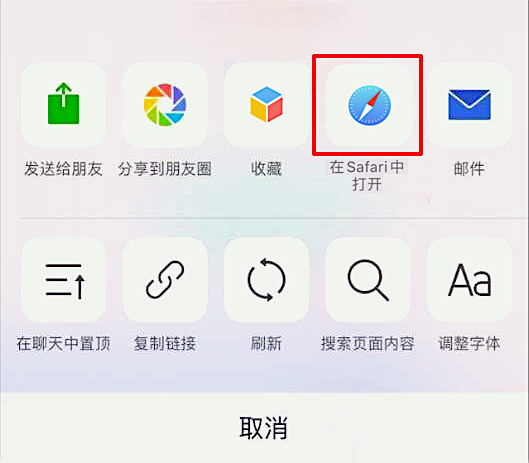 发送给朋友
分享到朋友圈
收藏
在Safari中
打开
邮件
Aa
在聊天中置顶
复制链接
刷新
搜索页面内容
调整字体
取消